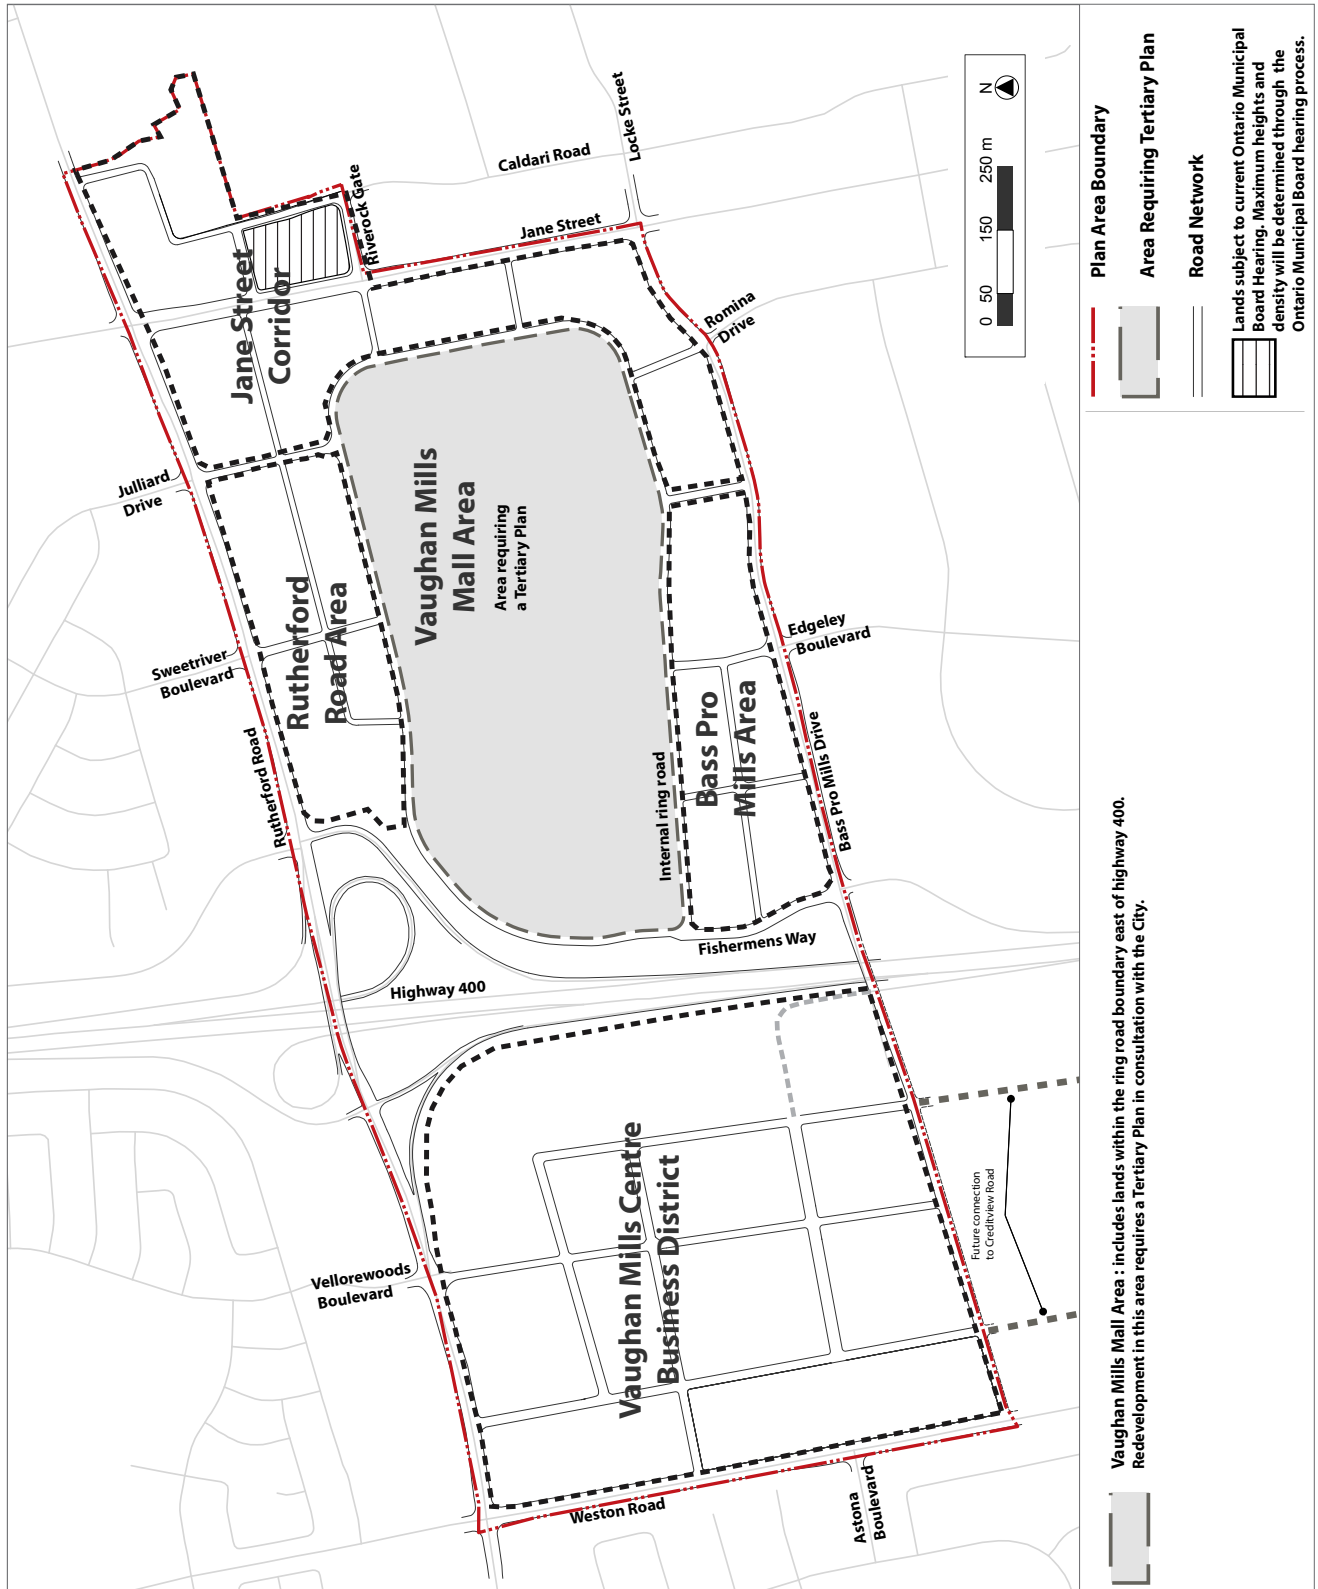 Julliard
Drive
Sweetriver
Boulevard
Rutherford Road
Vellorewoods
Boulevard
Highway 400
Jane Street
Corridor
Riverock Gate
Caldari Road
Locke Street
Jane Street
Romina
Drive
Rutherford
Road Area
Vaughan Mills
Mall Area
Area requiring
a Tertiary Plan
Internal ring road
Bass Pro
Mills Area
Edgeley
Boulevard
Bass Pro Mills Drive
Fishermens Way
Vaughan Mills Centre
Business District
Future connection
to Creditview Road
Weston Road
Astona
Boulevard
0 50 150 250 m
N
Plan Area Boundary
Area Requiring Tertiary Plan
Road Network
Lands subject to current Ontario Municipal
Board Hearing. Maximum heights and
density will be determined through the
Ontario Municipal Board hearing process.
Vaughan Mills Mall Area - includes lands within the ring road boundary east of highway 400.
Redevelopment in this area requires a Tertiary Plan in consultation with the City.